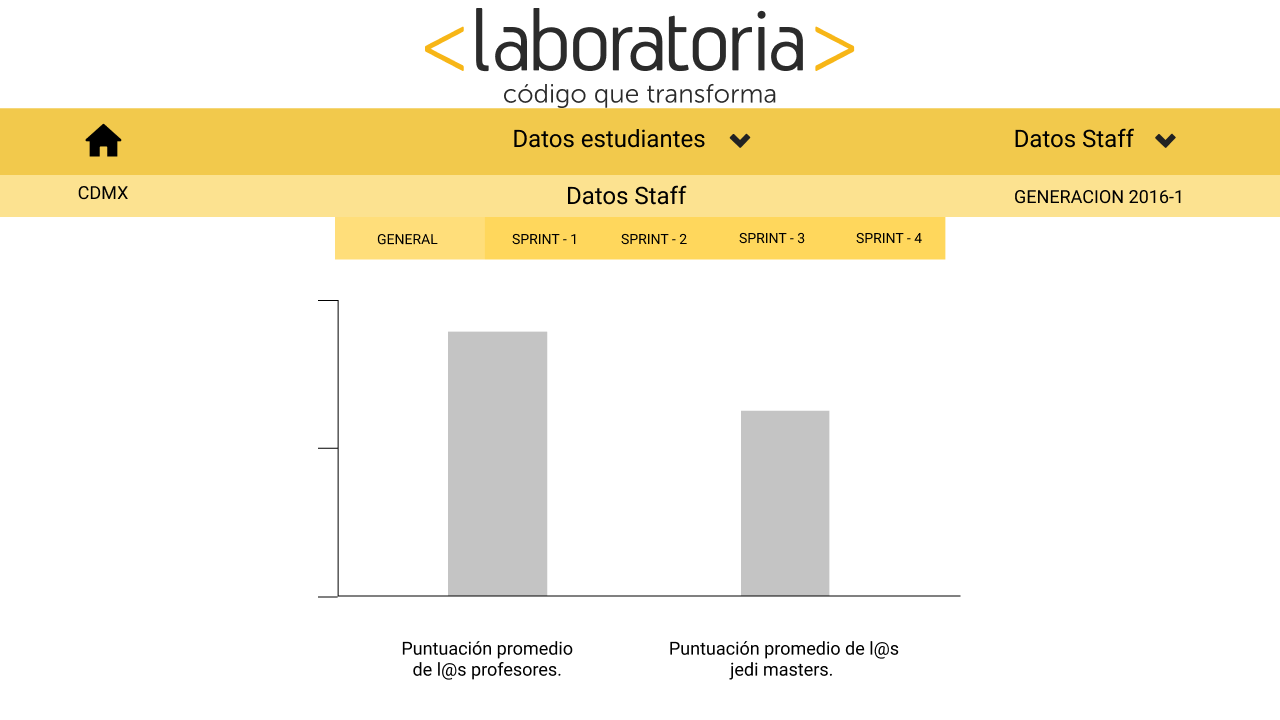 <laboratoria>
código que transforma
Datos estudiantes
Datos Staff
CDMX
Datos Staff
GENERACION 2016-1
GENERAL
SPRINT - 1
SPRINT - 2
SPRINT - 3
SPRINT - 4
Puntuación promedio
de l@s profesores.
Puntuación promedio de l@s
jedi masters.